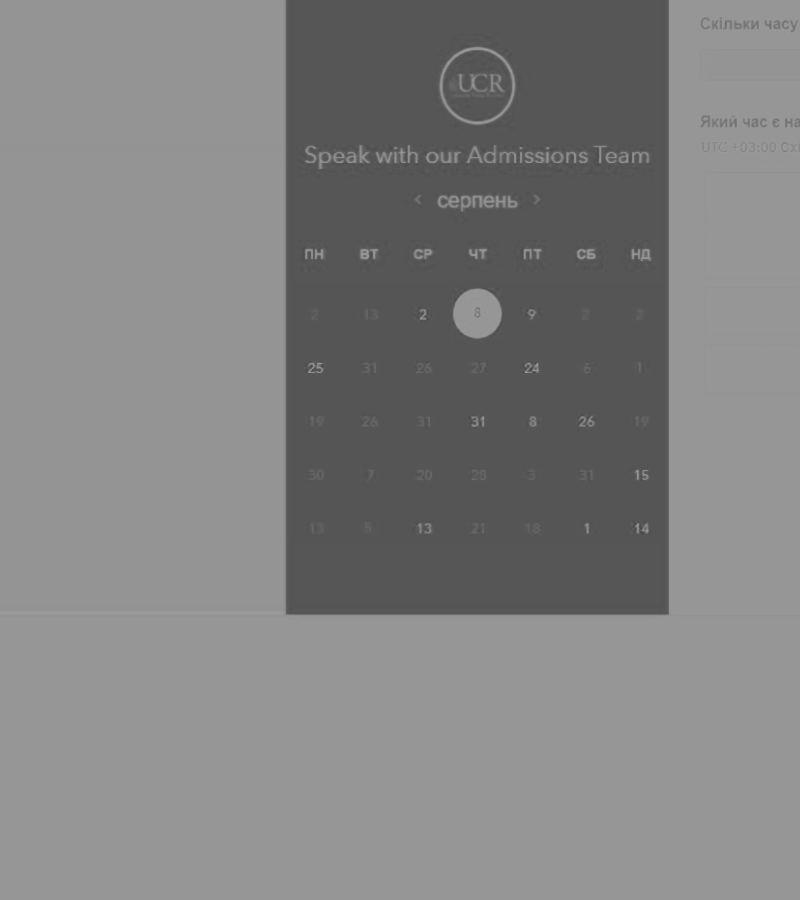 Скільки часу
UCR
Який час є на
UTC +03:00 Схі
Speak with our Admissions Team
‹ серпень ›
ПН ВТ СР ЧТ ПТ СБ НД
2 13 2 8 9 2 2
25 31 26 27 24 6 1
19 26 31 31 8 26 19
30 7 20 28 3 31 15
13 5 13 21 18 1 14